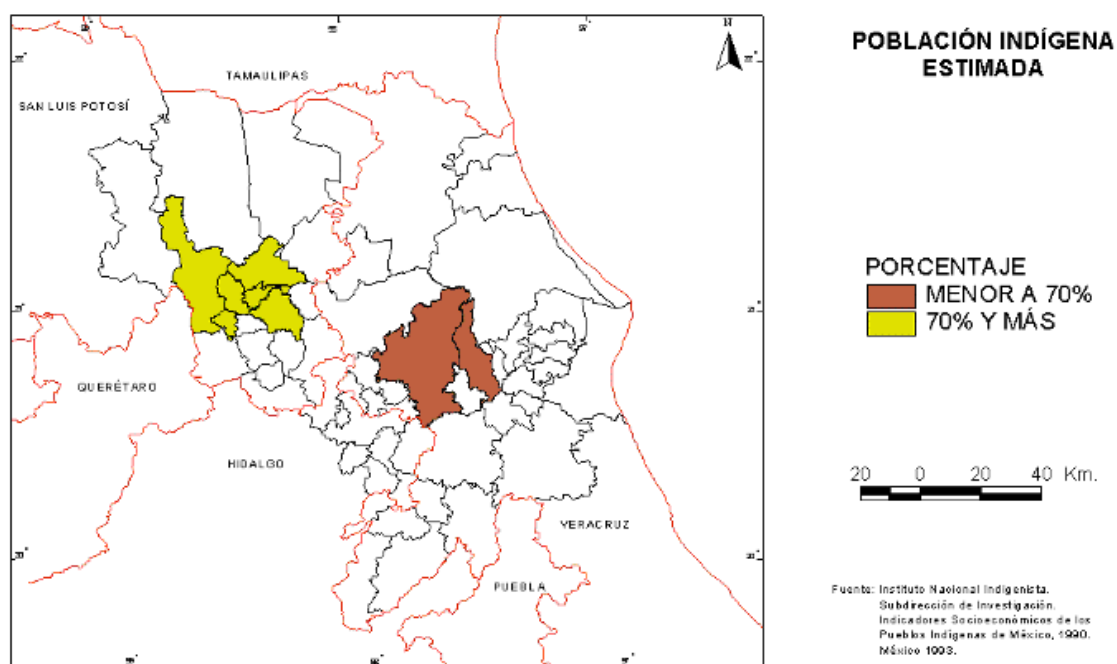 POBLACIÓN INDÍGENA
ESTIMADA
TAMAULIPAS
SAN LUIS POTOSÍ
QUERÉTARO
HIDALGO
VERACRUZ
PUEBLA
PORCENTAJE
MENOR A 70%
70% Y MÁS
20 0 20 40 Km.
Fuente: Instituto Nacional Indigenista.
Subdirección de Investigación.
Indicadores Socioeconómicos de los
Pueblos Indígenas de México, 1990.
México 1993.